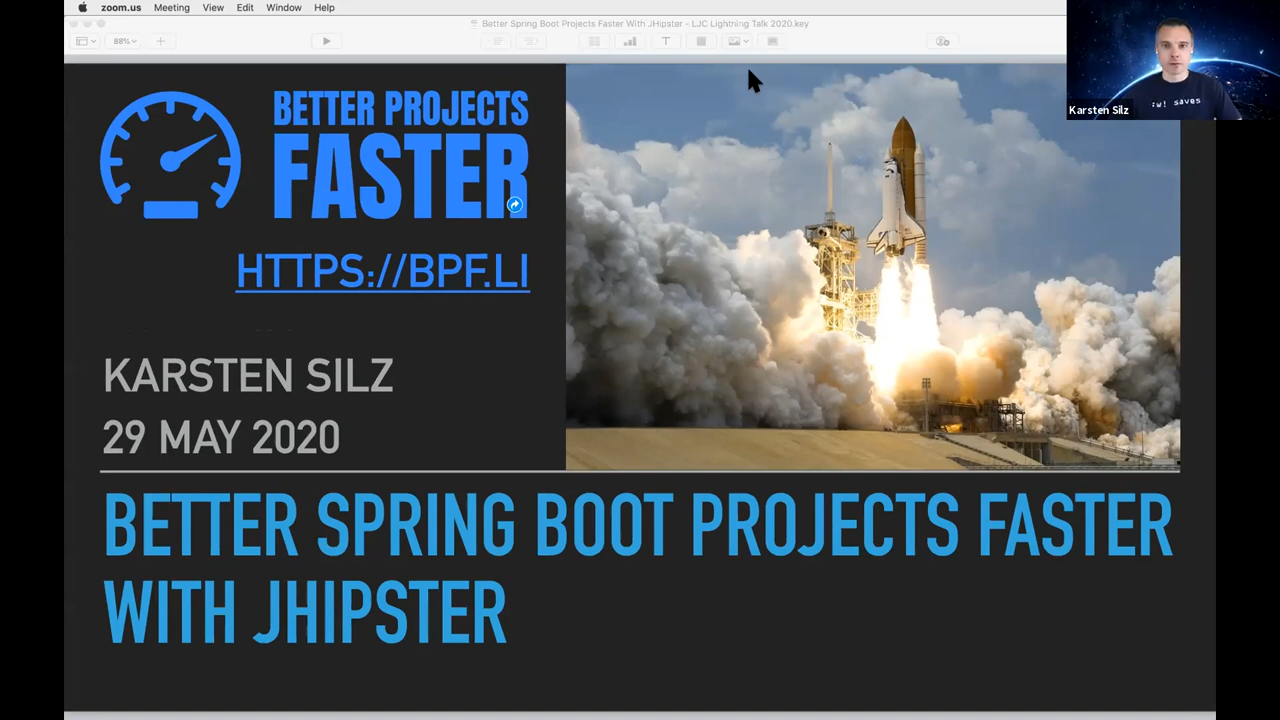 zoom.us Meeting View Edit Window Help
Better Spring Boot Projects Faster With JHipster - LJC Lightning Talk 2020.key
88%
Karsten Silz
:w! saves
BETTER PROJECTS
FASTER
HTTPS://BPF.LI
KARSTEN SILZ
29 MAY 2020
BETTER SPRING BOOT PROJECTS FASTER
WITH JHIPSTER